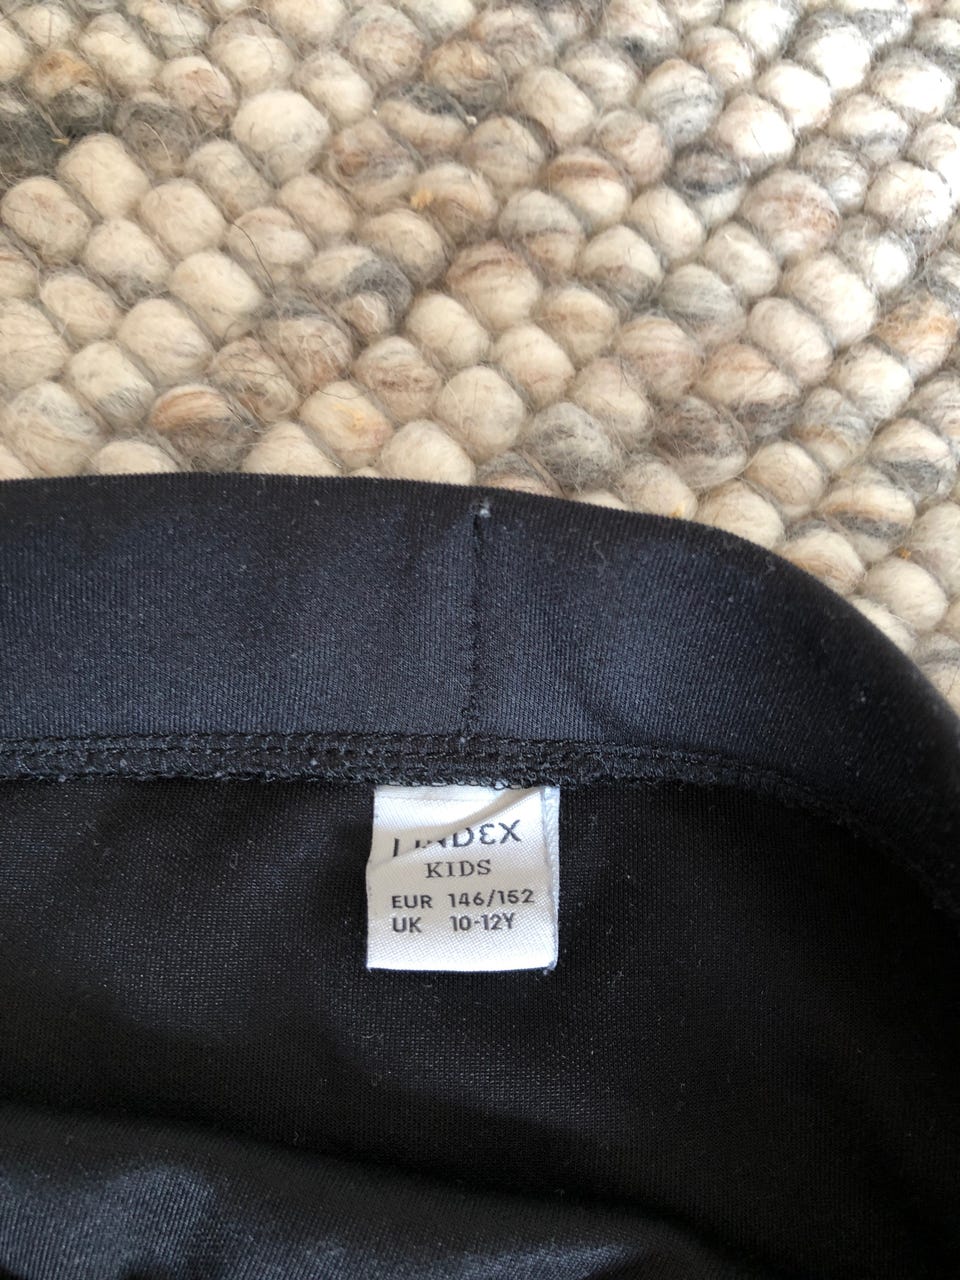 LINDEX
KIDS
EUR 146/152
UK 10-12Y